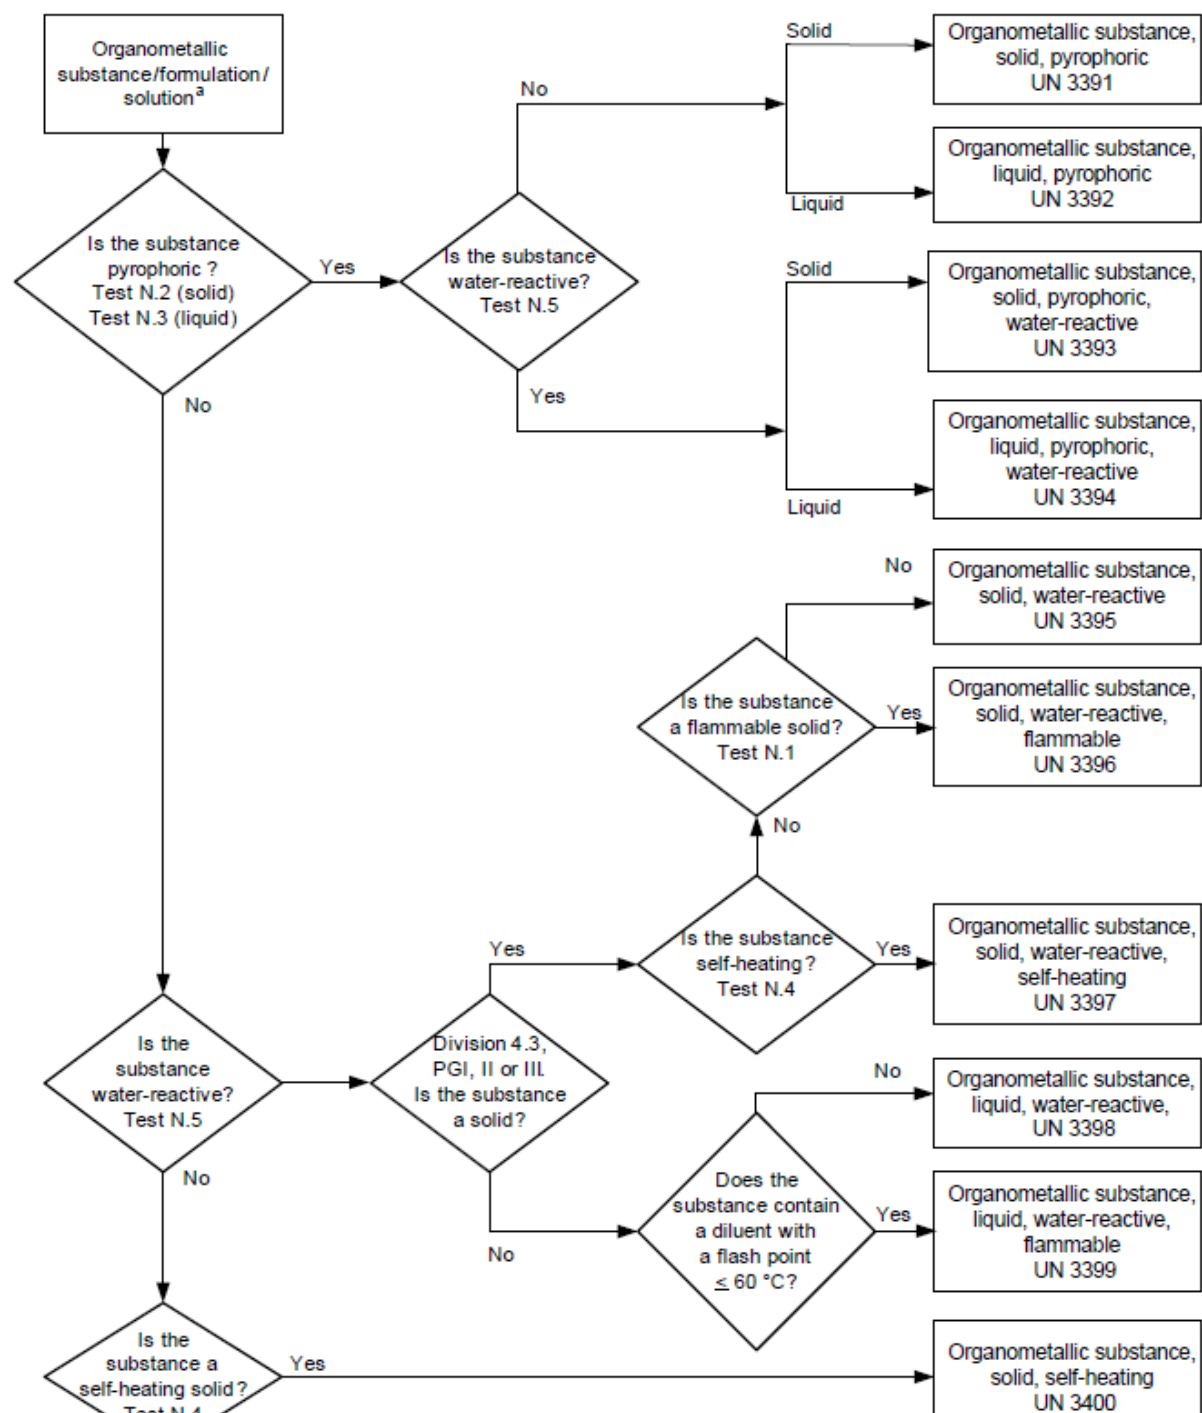 Organometallic
substance/formulation/
solutionᵃ
Is the substance
pyrophoric ?
Test N.2 (solid)
Test N.3 (liquid)
Yes
No
Is the substance
water-reactive?
Test N.5
No
Yes
Solid
Liquid
Organometallic substance,
solid, pyrophoric
UN 3391
Organometallic substance,
liquid, pyrophoric
UN 3392
Solid
Liquid
Organometallic substance,
solid, pyrophoric,
water-reactive
UN 3393
Organometallic substance,
liquid, pyrophoric,
water-reactive
UN 3394
No
Organometallic substance,
solid, water-reactive
UN 3395
Is the substance
a flammable solid?
Test N.1
Yes
Organometallic substance,
solid, water-reactive,
flammable
UN 3396
No
Is the substance
self-heating?
Test N.4
Yes
Organometallic substance,
solid, water-reactive,
self-heating
UN 3397
Is the
substance
water-reactive?
Test N.5
No
Division 4.3,
PGI, II or III.
Is the substance
a solid?
Yes
No
Does the
substance contain
a diluent with
a flash point
≤ 60 °C?
No
Organometallic substance,
liquid, water-reactive,
UN 3398
Yes
Organometallic substance,
liquid, water-reactive,
flammable
UN 3399
Is the
substance a
self-heating solid?
Test N.4
Yes
Organometallic substance,
solid, self-heating
UN 3400